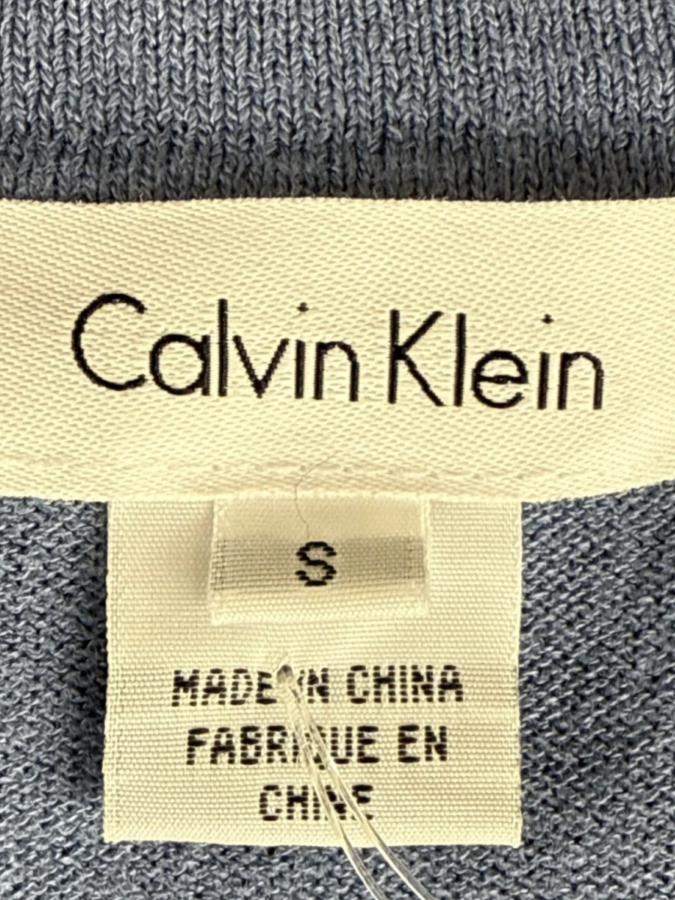 Calvin Klein
S
MADE IN CHINA
FABRIQUE EN
CHINE